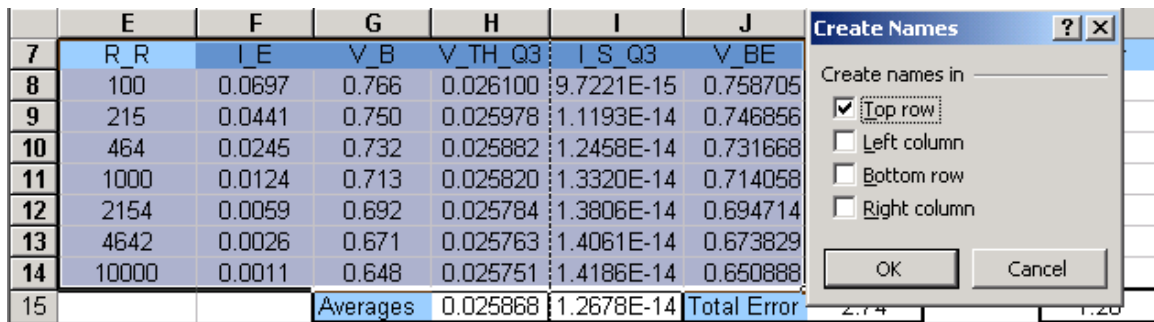 E F G H I J
7 R_R I_E V_B V_TH_Q3 I_S_Q3 V_BE
8 100 0.0697 0.766 0.026100 9.7221E-15 0.758705
9 215 0.0441 0.750 0.025978 1.1193E-14 0.746856
10 464 0.0245 0.732 0.025882 1.2458E-14 0.731668
11 1000 0.0124 0.713 0.025820 1.3320E-14 0.714058
12 2154 0.0059 0.692 0.025784 1.3806E-14 0.694714
13 4642 0.0026 0.671 0.025763 1.4061E-14 0.673829
14 10000 0.0011 0.648 0.025751 1.4186E-14 0.650888
15 Averages 0.025868 1.2678E-14 Total Error
Create Names
Create names in
Top row
Left column
Bottom row
Right column
OK Cancel